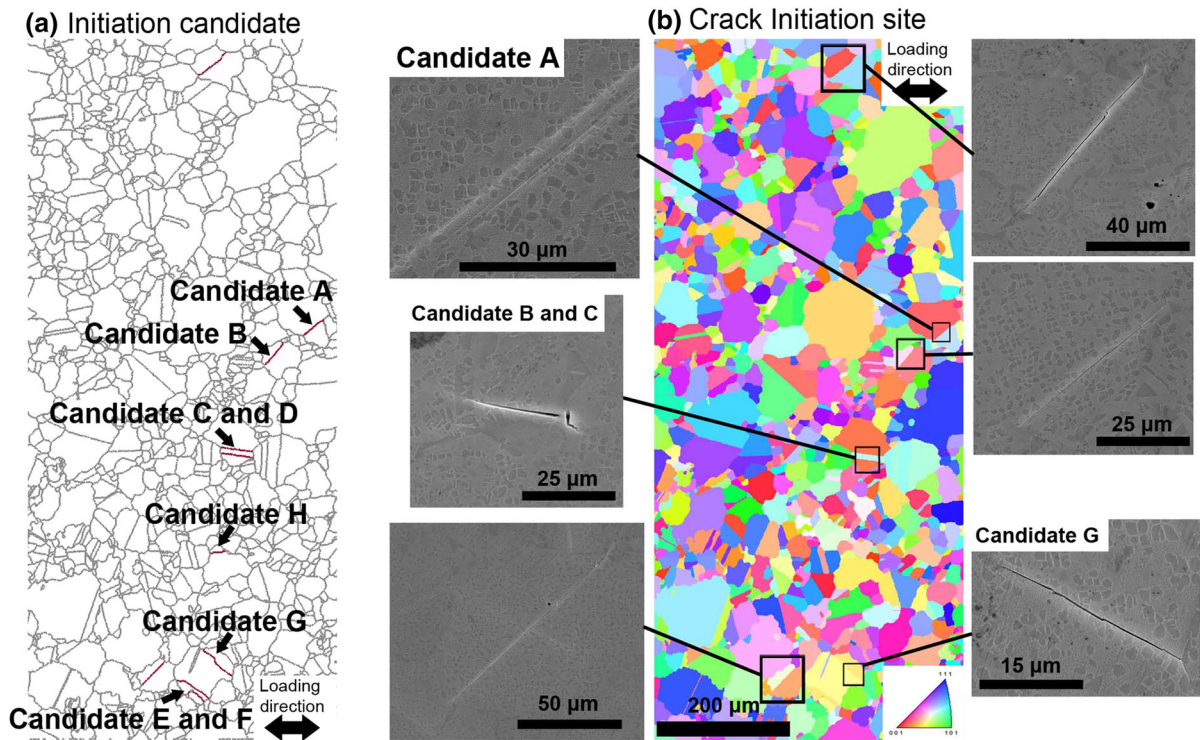 (a) Initiation candidate
Candidate A
Candidate B
Candidate C and D
Candidate H
Candidate G
Candidate E and F
Loading
direction
Candidate A
30 µm
Candidate B and C
25 µm
50 µm
(b) Crack Initiation site
Loading
direction
200 µm
111
001
101
40 µm
25 µm
Candidate G
15 µm